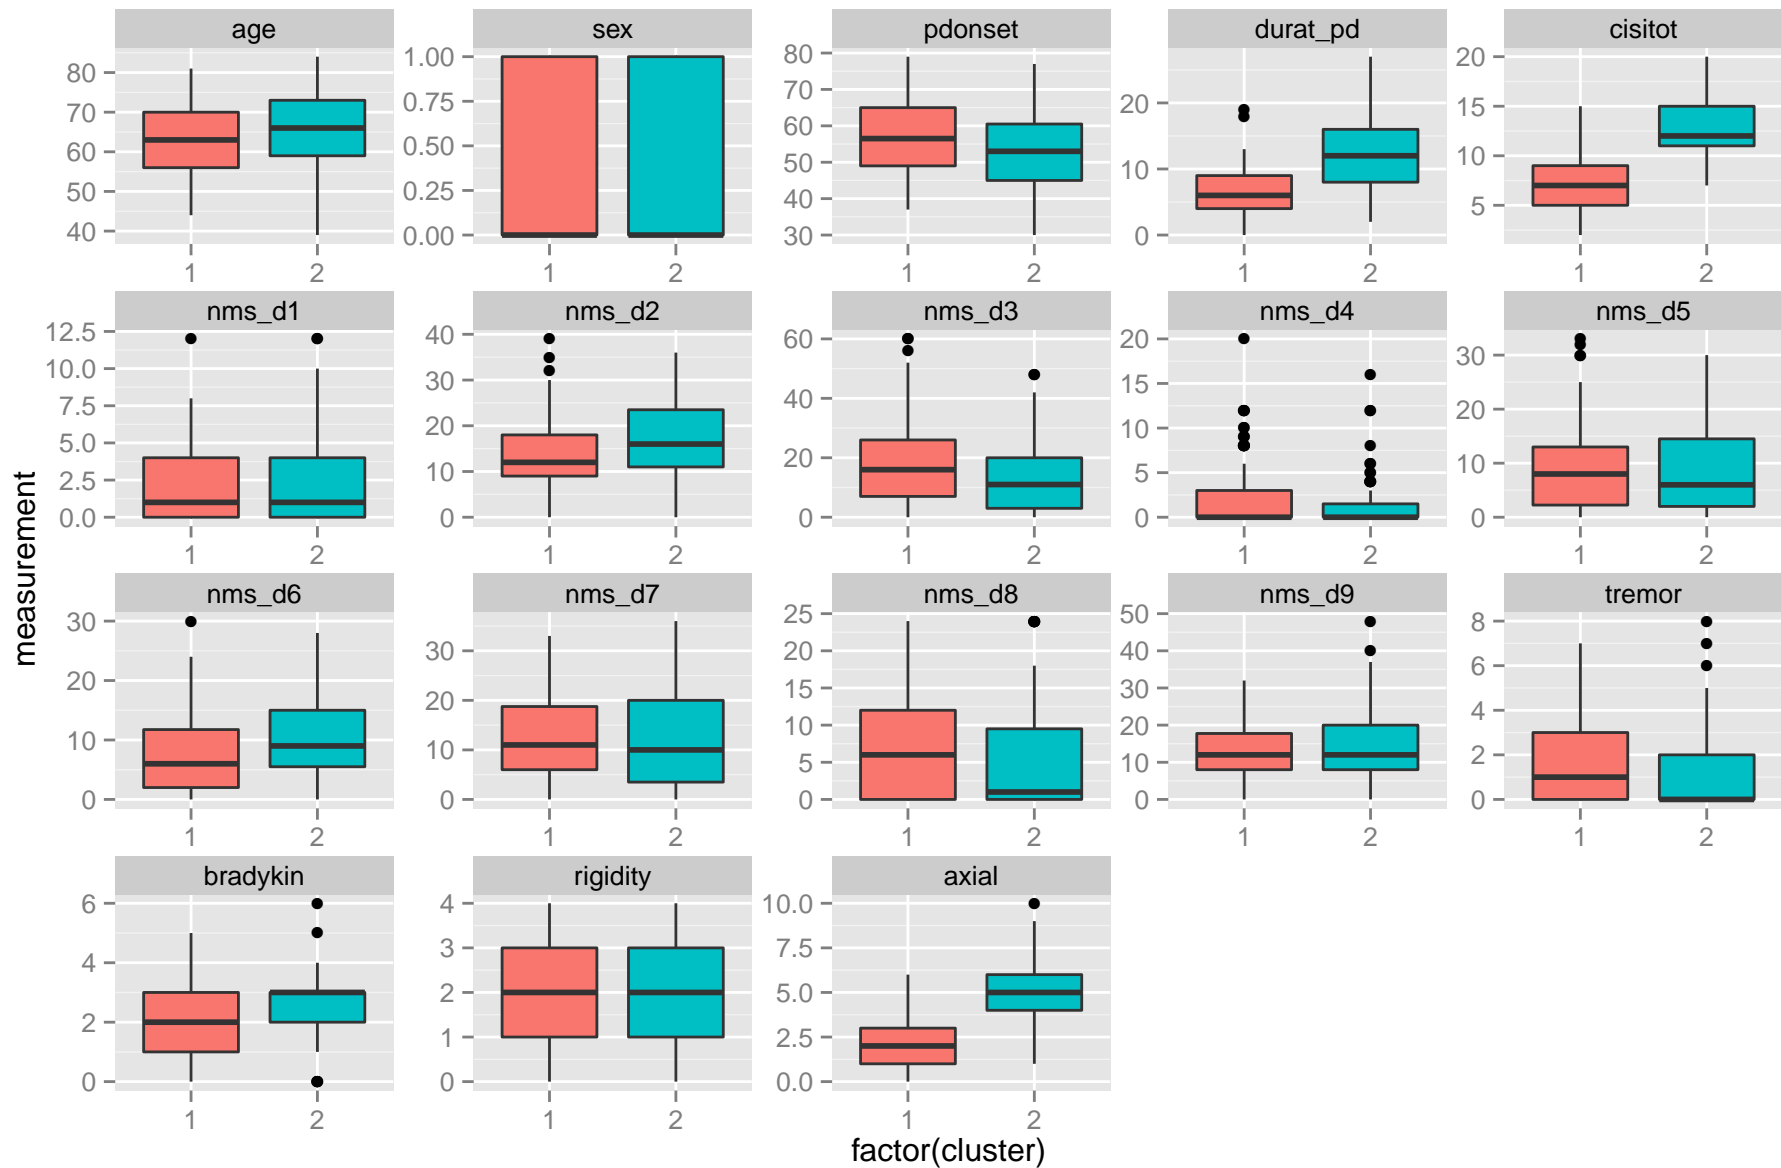 age sex pdonset durat_pd cisitot
80 70 60 50 40
1.00 0.75 0.50 0.25 0.00
80 70 60 50 40 30
20 10 0
20 15 10 5
1 2 1 2 1 2 1 2 1 2
nms_d1 nms_d2 nms_d3 nms_d4 nms_d5
12.5 10.0 7.5 5.0 2.5 0.0
40 30 20 10 0
60 40 20 0
20 15 10 5 0
30 20 10 0
1 2 1 2 1 2 1 2 1 2
measurement
nms_d6 nms_d7 nms_d8 nms_d9 tremor
30 20 10 0
30 20 10 0
25 20 15 10 5 0
50 40 30 20 10 0
8 6 4 2 0
1 2 1 2 1 2 1 2 1 2
bradykin rigidity axial
6 4 2 0
4 3 2 1 0
10.0 7.5 5.0 2.5 0.0
1 2 1 2 1 2
factor(cluster)